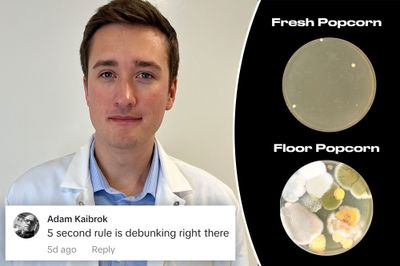 Fresh Popcorn
Floor Popcorn
Adam Kaibrok
5 second rule is debunking right there
5d ago Reply